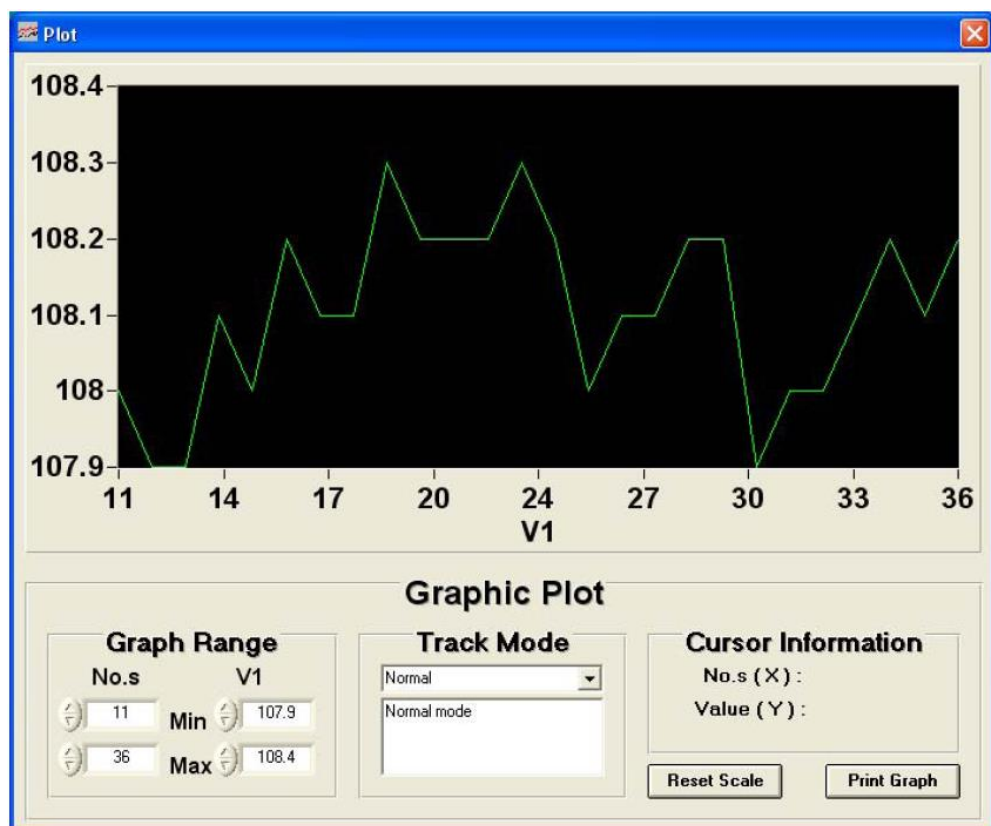 Plot
108.4
108.3
108.2
108.1
108
107.9
11 14 17 20 24 27 30 33 36
V1
Graphic Plot
Graph Range
No.s V1
11 Min 107.9
36 Max 108.4
Track Mode
Normal
Normal mode
Cursor Information
No.s ( X ) :
Value ( Y ) :
Reset Scale Print Graph